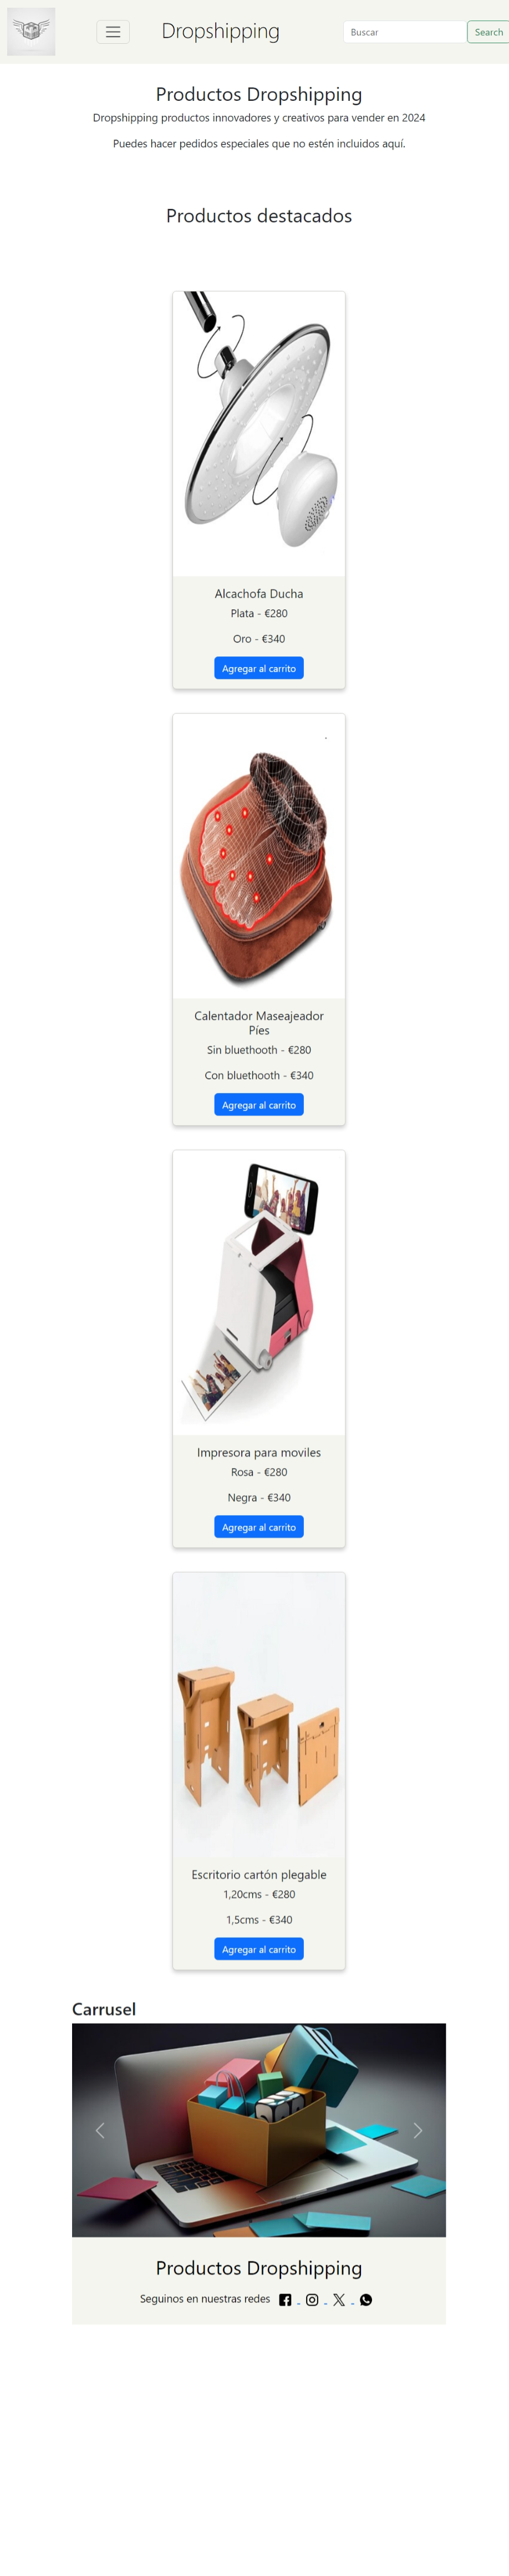 Dropshipping
Buscar
Search
Productos Dropshipping
Dropshipping productos innovadores y creativos para vender en 2024
Puedes hacer pedidos especiales que no estén incluidos aquí.
Productos destacados
Alcachofa Ducha
Plata - €280
Oro - €340
Agregar al carrito
Calentador Maseajeador
Píes
Sin bluethooth - €280
Con bluethooth - €340
Agregar al carrito
Impresora para moviles
Rosa - €280
Negra - €340
Agregar al carrito
Escritorio cartón plegable
1,20cms - €280
1,5cms - €340
Agregar al carrito
Carrusel
Productos Dropshipping
Seguinos en nuestras redes